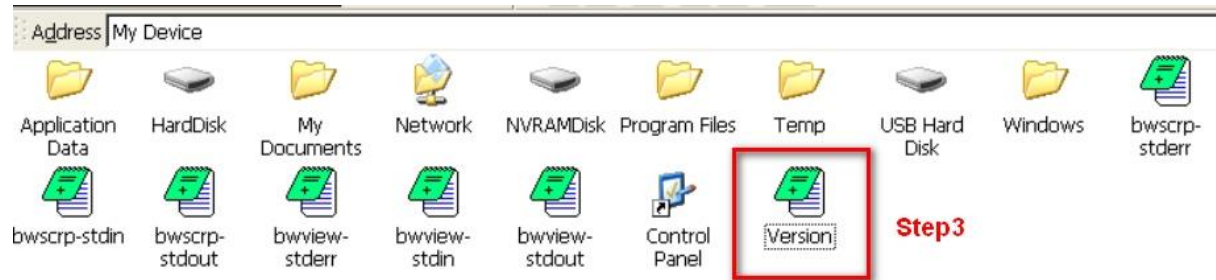 Address My Device
Application Data
HardDisk
My Documents
Network
NVRAMDisk
Program Files
Temp
USB Hard Disk
Windows
bwscrp-stderr
bwscrp-stdin
bwscrp-stdout
bwview-stderr
bwview-stdin
bwview-stdout
Control Panel
Version
Step3